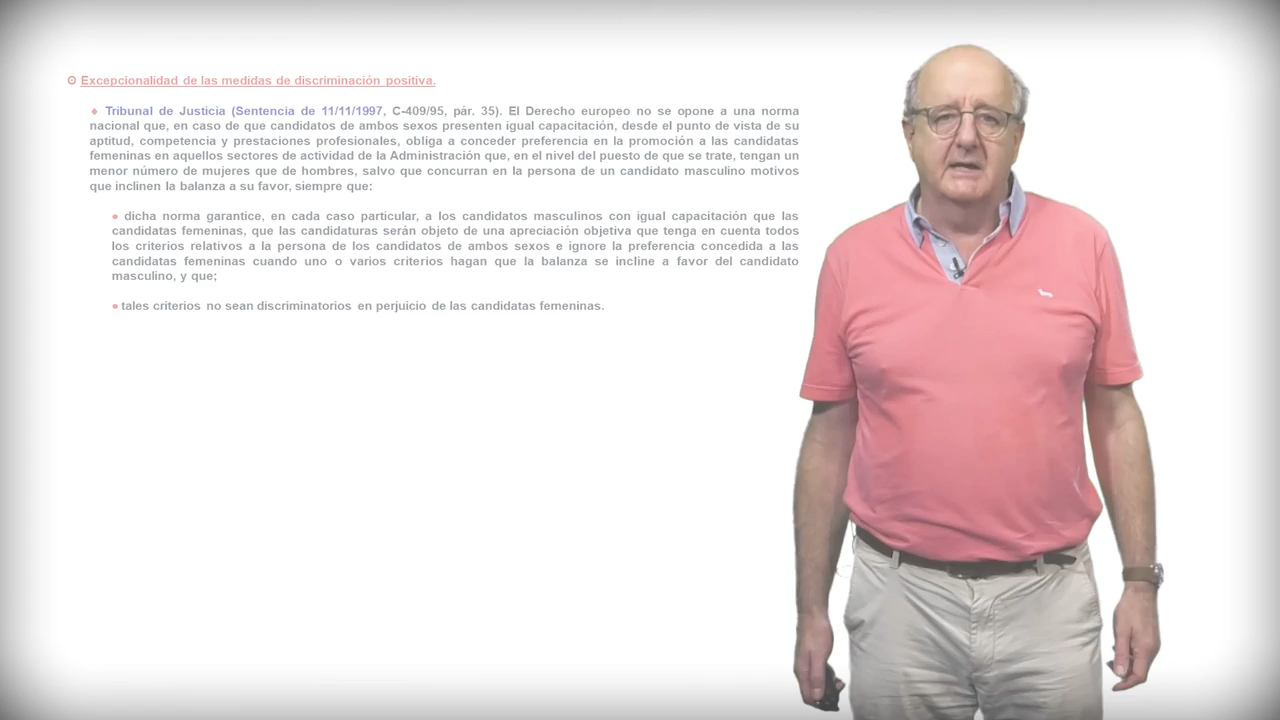 Excepcionalidad de las medidas de discriminación positiva.
Tribunal de Justicia (Sentencia de 11/11/1997, C-409/95, pár. 35). El Derecho europeo no se opone a una norma
nacional que, en caso de que candidatos de ambos sexos presenten igual capacitación, desde el punto de vista de su
aptitud, competencia y prestaciones profesionales, obliga a conceder preferencia en la promoción a las candidatas
femeninas en aquellos sectores de actividad de la Administración que, en el nivel del puesto de que se trate, tengan un
menor número de mujeres que de hombres, salvo que concurran en la persona de un candidato masculino motivos
que inclinen la balanza a su favor, siempre que:
dicha norma garantice, en cada caso particular, a los candidatos masculinos con igual capacitación que las
candidatas femeninas, que las candidaturas serán objeto de una apreciación objetiva que tenga en cuenta todos
los criterios relativos a la persona de los candidatos de ambos sexos e ignore la preferencia concedida a las
candidatas femeninas cuando uno o varios criterios hagan que la balanza se incline a favor del candidato
masculino, y que;
tales criterios no sean discriminatorios en perjuicio de las candidatas femeninas.